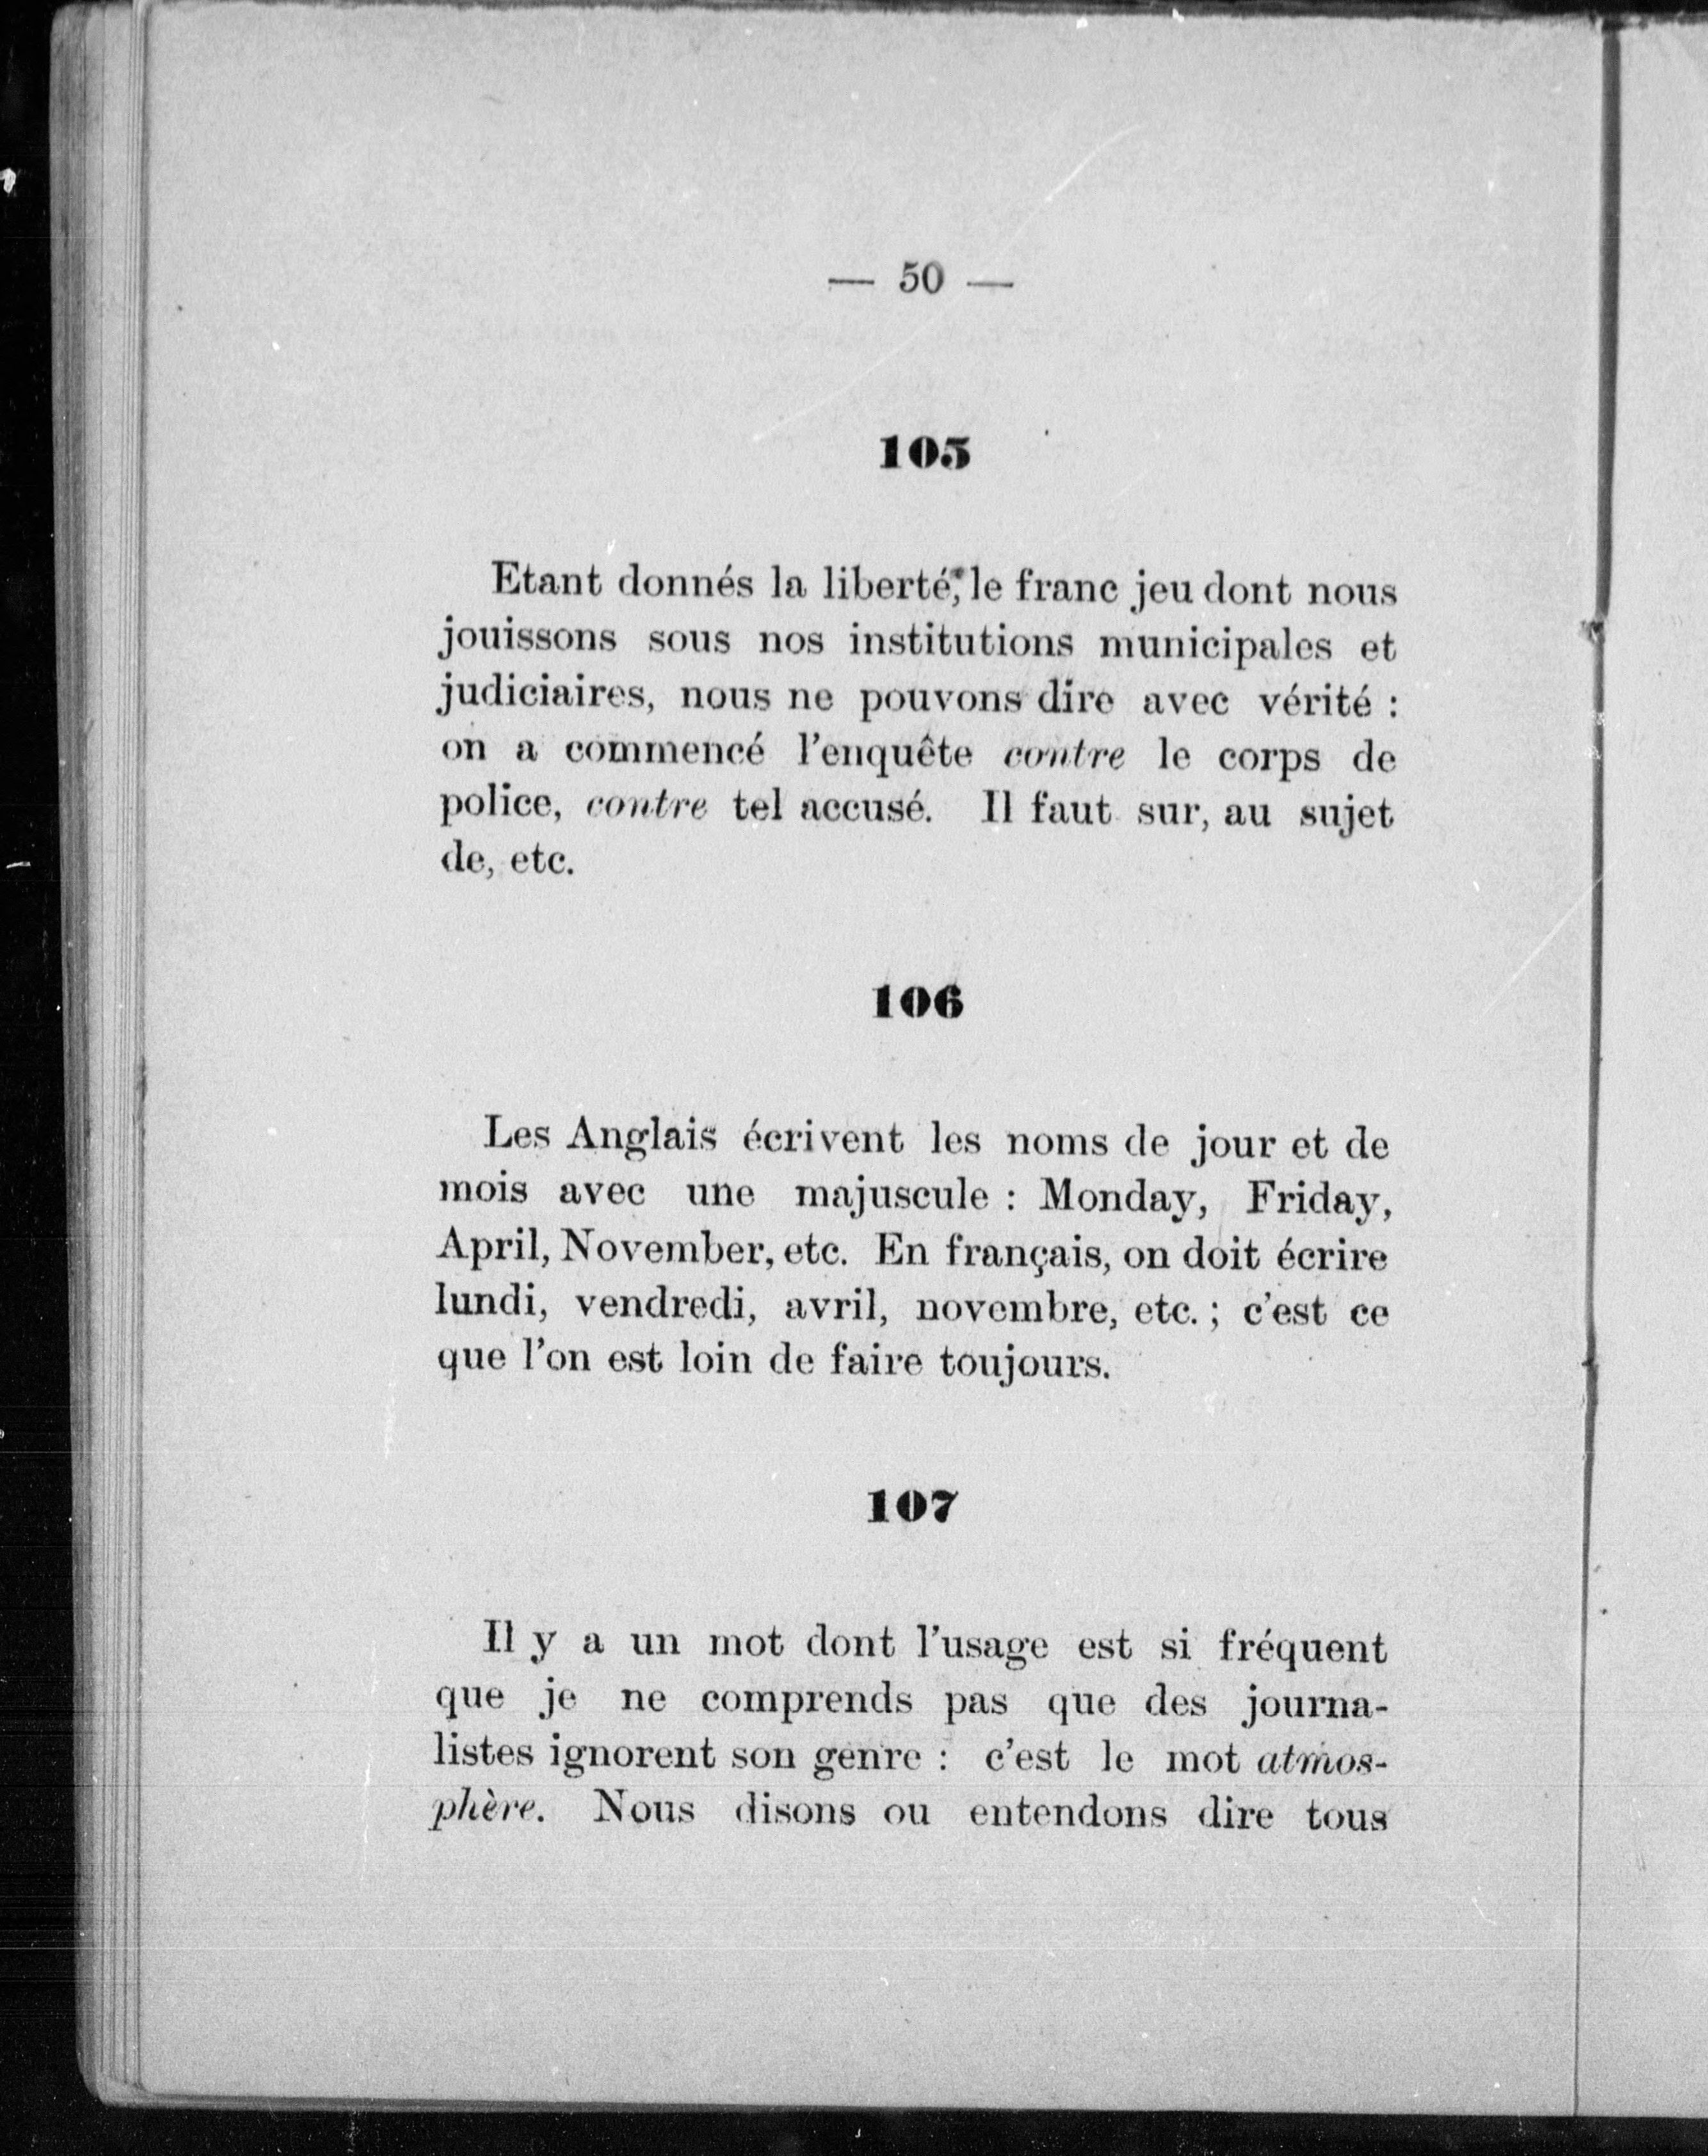 — 50 —
105
Etant donnés la liberté, le franc jeu dont nous
jouissons sous nos institutions municipales et
judiciaires, nous ne pouvons dire avec vérité :
on a commencé l'enquête contre le corps de
police, contre tel accusé. Il faut sur, au sujet
de, etc.
106
Les Anglais écrivent les noms de jour et de
mois avec une majuscule : Monday, Friday,
April, November, etc. En français, on doit écrire
lundi, vendredi, avril, novembre, etc. ; c'est ce
que l'on est loin de faire toujours.
107
Il y a un mot dont l'usage est si fréquent
que je ne comprends pas que des journa-
listes ignorent son genre : c'est le mot atmos-
phère. Nous disons ou entendons dire tous